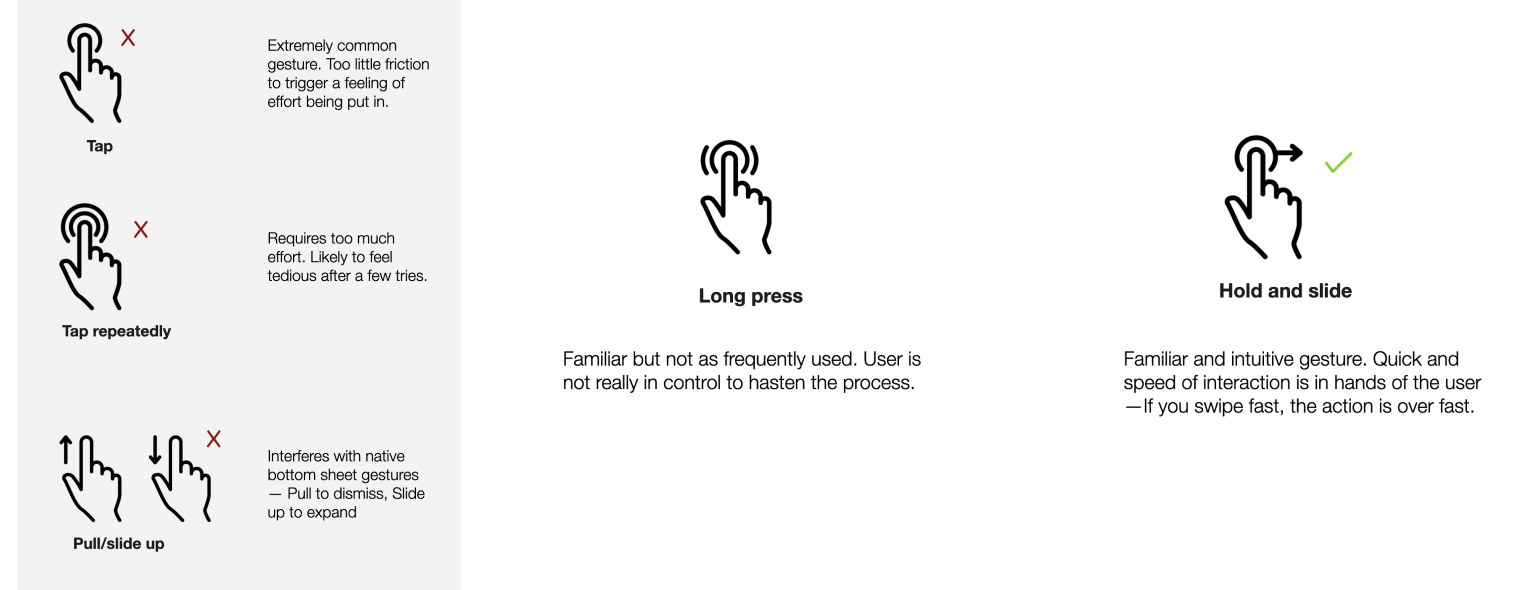 Extremely common
gesture. Too little friction
to trigger a feeling of
effort being put in.
Tap
Requires too much
effort. Likely to feel
tedious after a few tries.
Tap repeatedly
Interferes with native
bottom sheet gestures
— Pull to dismiss, Slide
up to expand
Pull/slide up
Long press
Familiar but not as frequently used. User is
not really in control to hasten the process.
Hold and slide
Familiar and intuitive gesture. Quick and
speed of interaction is in hands of the user
—If you swipe fast, the action is over fast.